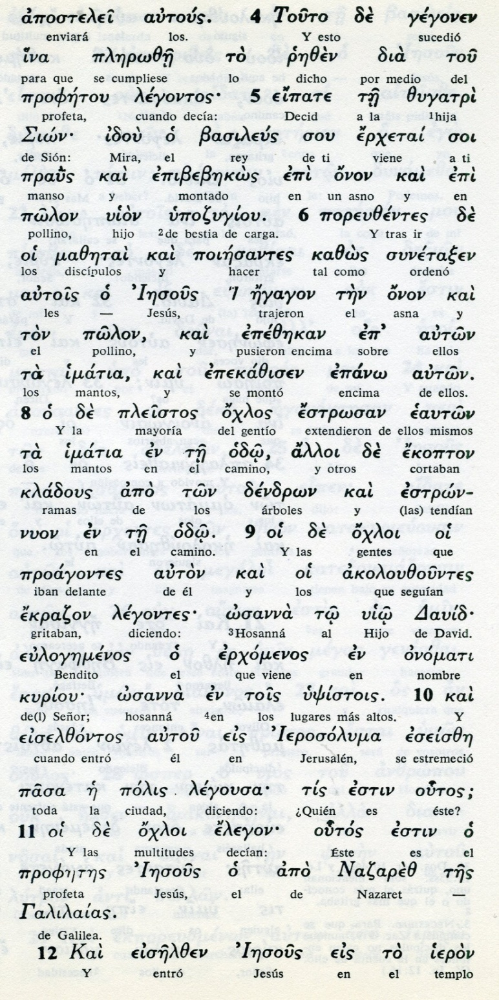 ἀποστελεῖ αὐτούς. 4 Τοῦτο δὲ γέγονεν
enviará los. Y esto sucedió
ἵνα πληρωθῇ τὸ ῥηθὲν διὰ τοῦ
para que se cumpliese lo dicho por medio del
προφήτου λέγοντος· 5 εἴπατε τῇ θυγατρὶ
profeta, cuando decía: Decid a la 1hija
Σιών· ἰδοὺ ὁ βασιλεύς σου ἔρχεταί σοι
de Sión: Mira, el rey de ti viene a ti
πραῢς καὶ ἐπιβεβηκὼς ἐπὶ ὄνον καὶ ἐπὶ
manso y montado en un asno y en
πῶλον υἱὸν ὑποζυγίου. 6 πορευθέντες δὲ
pollino, hijo 2de bestia de carga. Y tras ir
οἱ μαθηταὶ καὶ ποιήσαντες καθὼς συνέταξεν
los discípulos y hacer tal como ordenó
αὐτοῖς ὁ Ἰησοῦς 7 ἤγαγον τὴν ὄνον καὶ
les — Jesús, trajeron el asna y
τὸν πῶλον, καὶ ἐπέθηκαν ἐπ' αὐτῶν
el pollino, y pusieron encima sobre ellos
τὰ ἱμάτια, καὶ ἐπεκάθισεν ἐπάνω αὐτῶν.
los mantos, y se montó encima de ellos.
8 ὁ δὲ πλεῖστος ὄχλος ἔστρωσαν ἑαυτῶν
Y la mayoría del gentío extendieron de ellos mismos
τὰ ἱμάτια ἐν τῇ ὁδῷ, ἄλλοι δὲ ἔκοπτον
los mantos en el camino, y otros cortaban
κλάδους ἀπὸ τῶν δένδρων καὶ ἐστρών-
ramas de los árboles y (las) tendían
νυον ἐν τῇ ὁδῷ. 9 οἱ δὲ ὄχλοι οἱ
en el camino. Y las gentes que
προάγοντες αὐτὸν καὶ οἱ ἀκολουθοῦντες
iban delante de él y los que seguían
ἔκραζον λέγοντες· ὡσαννὰ τῷ υἱῷ Δαυίδ·
gritaban, diciendo: 3Hosanná al Hijo de David.
εὐλογημένος ὁ ἐρχόμενος ἐν ὀνόματι
Bendito el que viene en nombre
κυρίου· ὡσαννὰ ἐν τοῖς ὑψίστοις. 10 καὶ
de(l) Señor; hosanná 4en los lugares más altos. Y
εἰσελθόντος αὐτοῦ εἰς Ἱεροσόλυμα ἐσείσθη
cuando entró él en Jerusalén, se estremeció
πᾶσα ἡ πόλις λέγουσα· τίς ἐστιν οὗτος;
toda la ciudad, diciendo: ¿Quién es éste?
11 οἱ δὲ ὄχλοι ἔλεγον· οὗτός ἐστιν ὁ
Y las multitudes decían: Éste es el
προφήτης Ἰησοῦς ὁ ἀπὸ Ναζαρὲθ τῆς
profeta Jesús, el de Nazaret —
Γαλιλαίας.
de Galilea.
12 Καὶ εἰσῆλθεν Ἰησοῦς εἰς τὸ ἱερὸν
Y entró Jesús en el templo